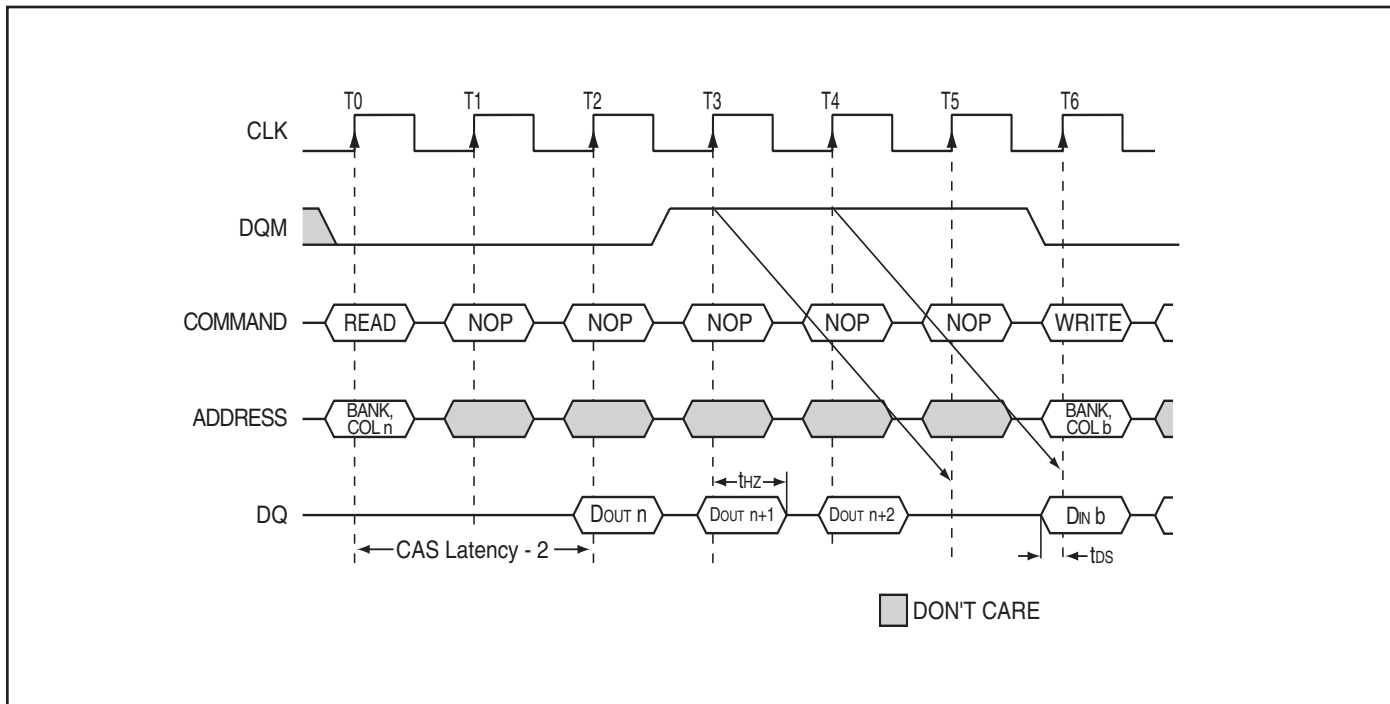 T0 T1 T2 T3 T4 T5 T6
CLK
DQM
COMMAND READ NOP NOP NOP NOP NOP WRITE
ADDRESS BANK, COL n BANK, COL b
tHZ
DQ DOUT n DOUT n+1 DOUT n+2 DIN b
CAS Latency - 2 tDS
DON'T CARE